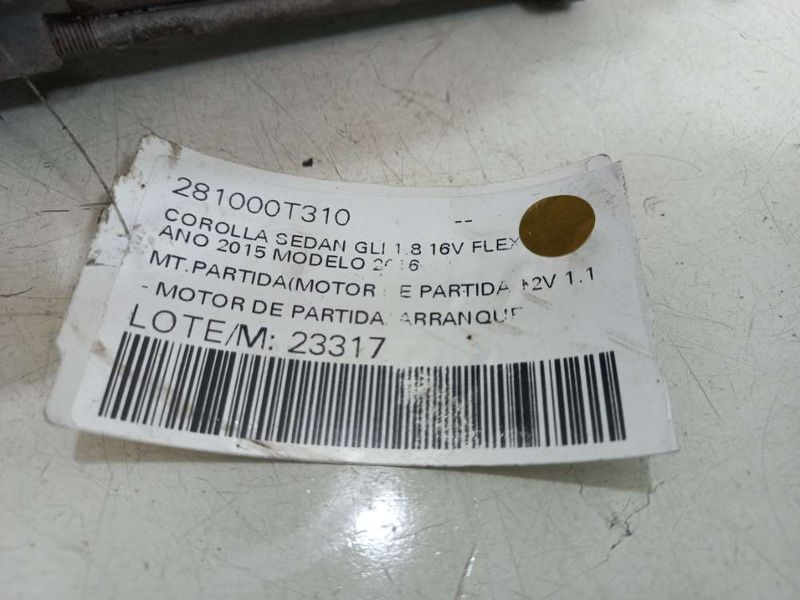 281000T310 --
COROLLA SEDAN GLI 1.8 16V FLEX
ANO 2015 MODELO 2016
MT.PARTIDA(MOTOR DE PARTIDA 12V 1.1
- MOTOR DE PARTIDA/ARRANQUE
LOTE/M: 23317